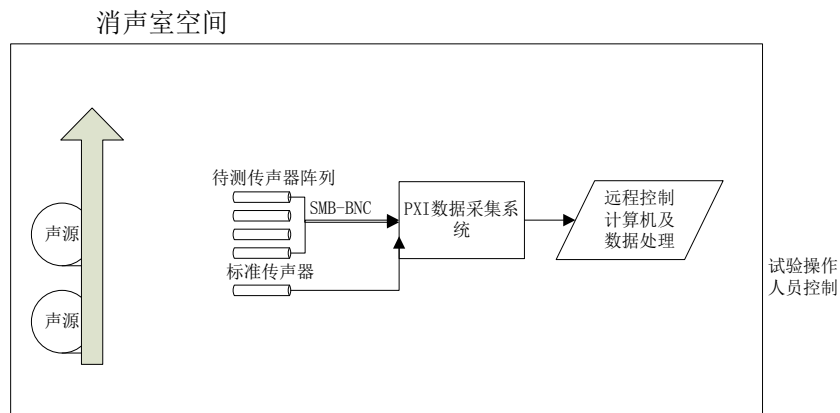 消声室空间
待测传声器阵列
SMB-BNC
PXI数据采集系
统
远程控制
计算机及
数据处理
声源
标准传声器
声源
试验操作
人员控制